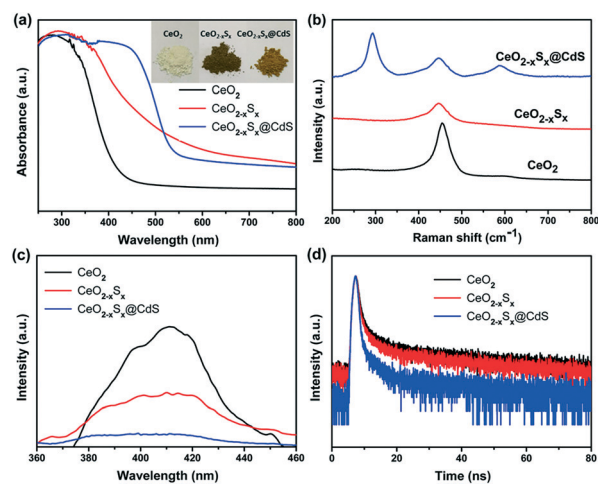 (a)
CeO₂ CeO₂₋ₓSₓ CeO₂₋ₓSₓ@CdS
CeO₂
CeO₂₋ₓSₓ
CeO₂₋ₓSₓ@CdS
Absorbance (a.u.)
300 400 500 600 700 800
Wavelength (nm)
(b)
CeO₂₋ₓSₓ@CdS
CeO₂₋ₓSₓ
CeO₂
Intensity (a.u.)
200 300 400 500 600 700 800
Raman shift (cm⁻¹)
(c)
CeO₂
CeO₂₋ₓSₓ
CeO₂₋ₓSₓ@CdS
Intensity (a.u.)
360 380 400 420 440 460
Wavelength (nm)
(d)
CeO₂
CeO₂₋ₓSₓ
CeO₂₋ₓSₓ@CdS
Intensity (a.u.)
0 20 40 60 80
Time (ns)